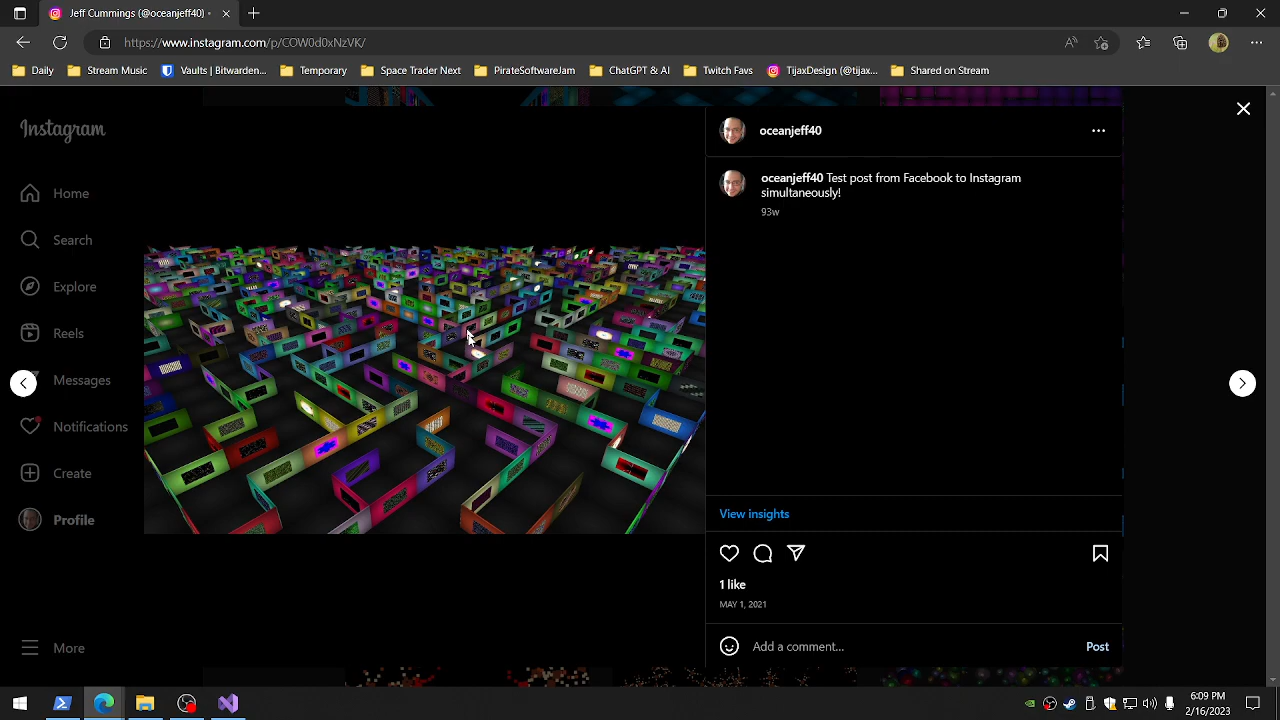 Jeff Cummings (@oceanjeff40) •
https://www.instagram.com/p/COW0d0xNzVK/
Daily
Stream Music
Vaults | Bitwarden...
Temporary
Space Trader Next
PirateSoftwareJam
ChatGPT & AI
Twitch Favs
TijaxDesign (@tijax...
Shared on Stream
Instagram
Home
Search
Explore
Reels
Messages
Notifications
Create
Profile
More
oceanjeff40
oceanjeff40 Test post from Facebook to Instagram
simultaneously!
93w
View insights
1 like
MAY 1, 2021
Add a comment...
Post
6:09 PM
2/16/2023